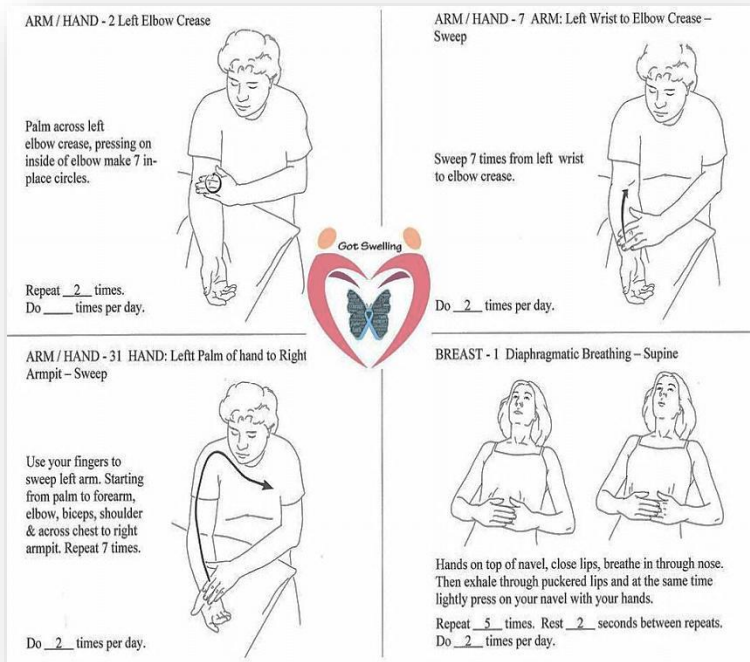 ARM / HAND - 2 Left Elbow Crease
Palm across left
elbow crease, pressing on
inside of elbow make 7 in-
place circles.
Repeat 2 times.
Do ____ times per day.
ARM / HAND - 7 ARM: Left Wrist to Elbow Crease –
Sweep
Sweep 7 times from left wrist
to elbow crease.
Do 2 times per day.
Got Swelling
ARM / HAND - 31 HAND: Leftt Palm of hand to Right
Armpit – Sweep
Use your fingers to
sweep left arm. Starting
from palm to forearm,
elbow, biceps, shoulder
& across chest to right
armpit. Repeat 7 times.
Do 2 times per day.
BREAST - 1 Diaphragmatic Breathing – Supine
Hands on top of navel, close lips, breathe in through nose.
Then exhale through puckered lips and at the same time
lightly press on your navel with your hands.
Repeat 5 times. Rest 2 seconds between repeats.
Do 2 times per day.